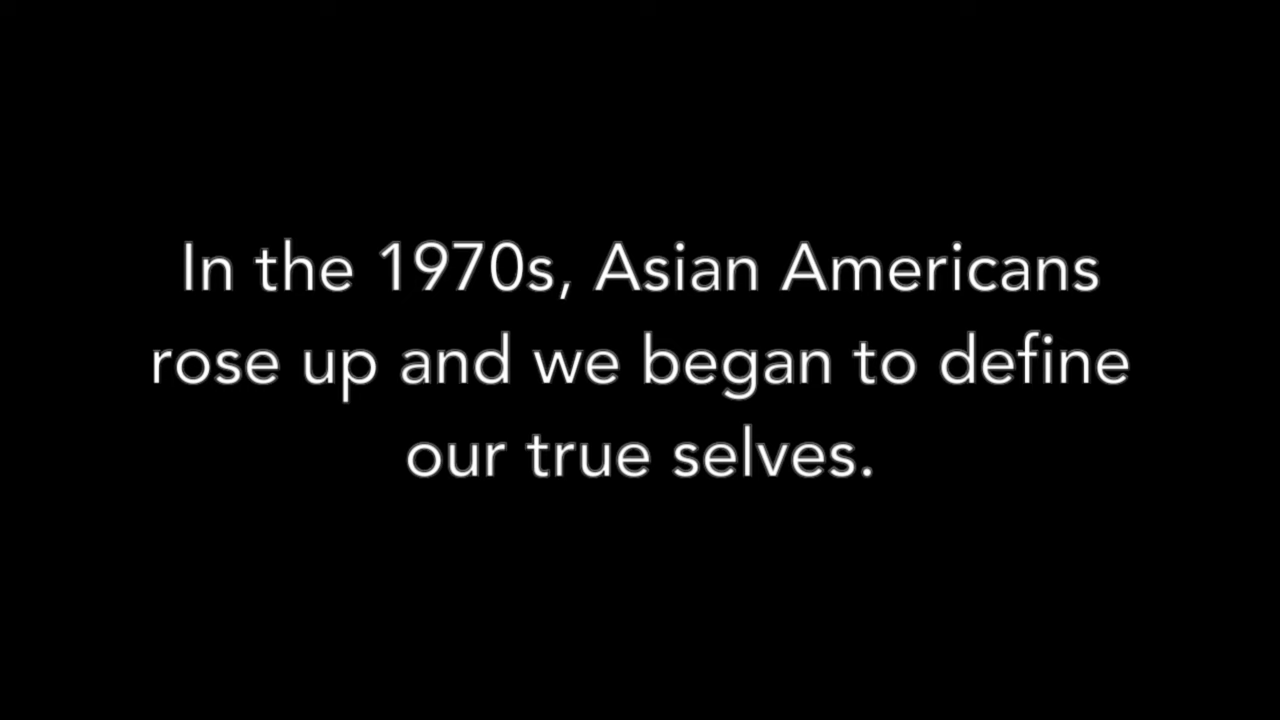 In the 1970s, Asian Americans
rose up and we began to define
our true selves.